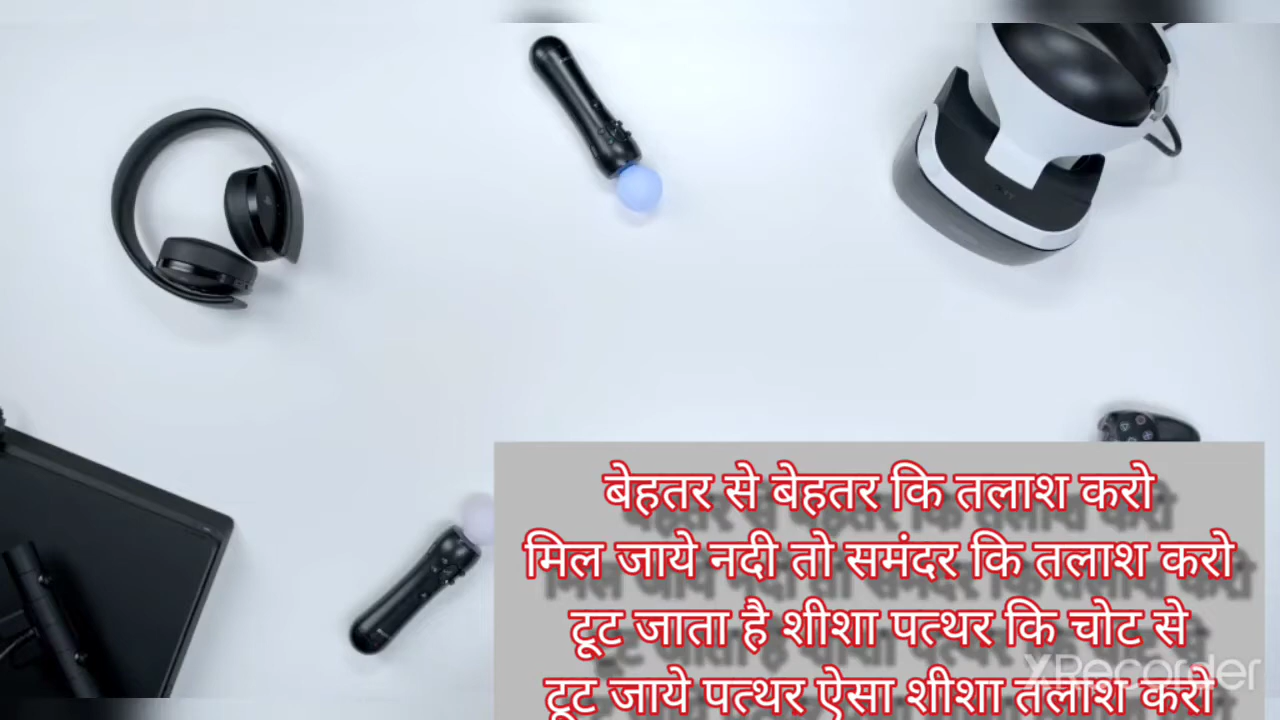 बेहतर से बेहतर कि तलाश करो
मिल जाये नदी तो समंदर कि तलाश करो
टूट जाता है शीशा पत्थर कि चोट से
टूट जाये पत्थर ऐसा शीशा तलाश करो
XRecorder